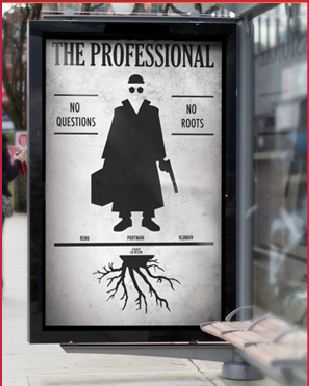 THE PROFESSIONAL
NO
QUESTIONS
NO
ROOTS
RENO
PORTMAN
OLDMAN